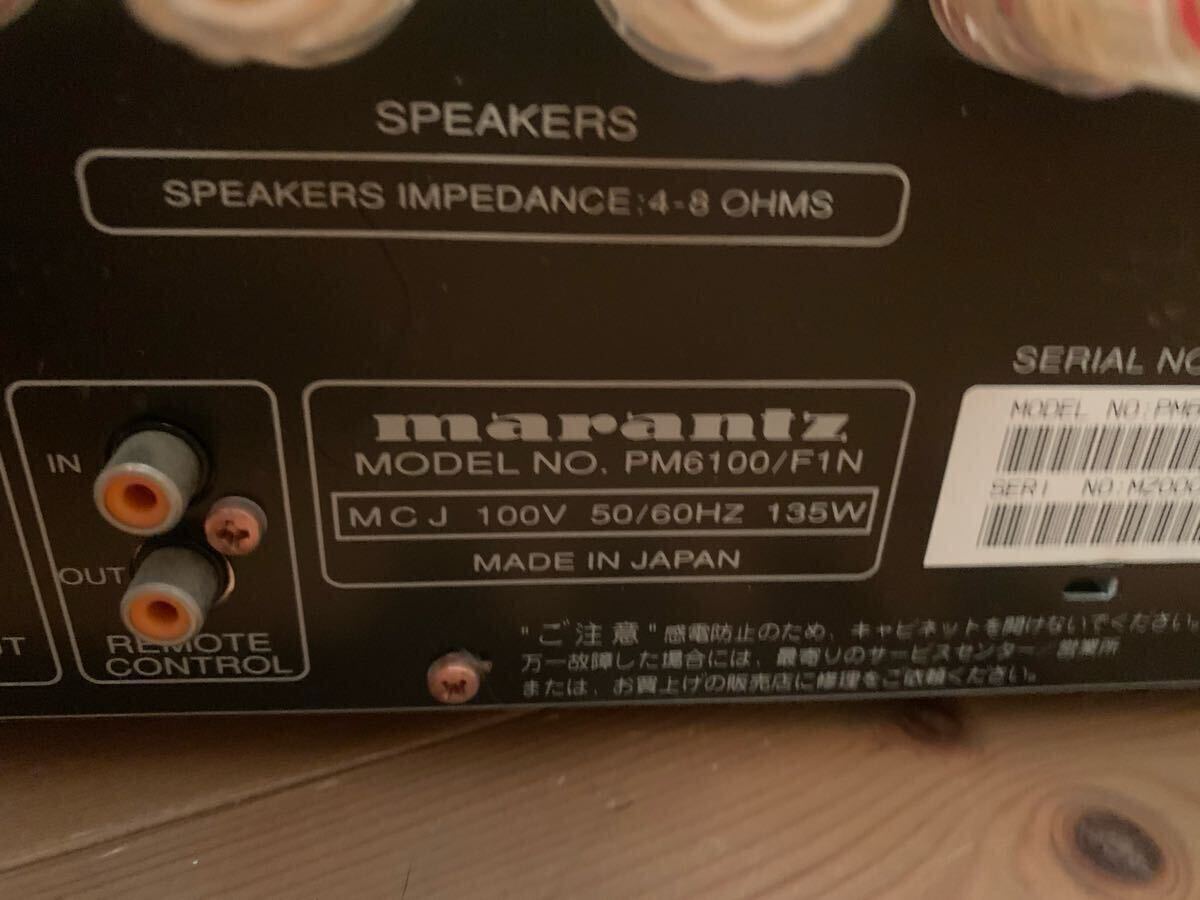 SPEAKERS
SPEAKERS IMPEDANCE:4-8 OHMS
SERIAL NO
MODEL NO:PM6
SERI NO:MZ000
IN
OUT
REMOTE
CONTROL
marantz
MODEL NO. PM6100/F1N
MCJ 100V 50/60HZ 135W
MADE IN JAPAN
"ご注意"感電防止のため、キャビネットを開けないでください。
万一故障した場合には、最寄りのサービスセンター/営業所
または、お買上げの販売店に修理をご依頼ください。